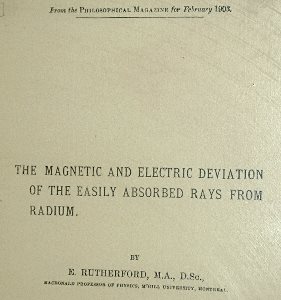 From the PHILOSOPHICAL MAGAZINE for February 1903.
THE MAGNETIC AND ELECTRIC DEVIATION
OF THE EASILY ABSORBED RAYS FROM
RADIUM.
BY
E. RUTHERFORD, M.A., D.Sc.,
MACDONALD PROFESSOR OF PHYSICS, M'GILL UNIVERSITY, MONTREAL.